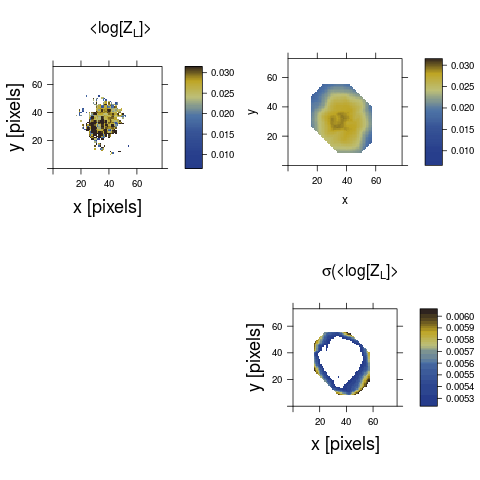 <log[Z_L]>
60
40
20
20 40 60
x [pixels]
y [pixels]
0.030
0.025
0.020
0.015
0.010
60
40
20
20 40 60
x
y
0.030
0.025
0.020
0.015
0.010
σ(<log[Z_L]>
60
40
20
20 40 60
x [pixels]
y [pixels]
0.0060
0.0059
0.0058
0.0057
0.0056
0.0055
0.0054
0.0053